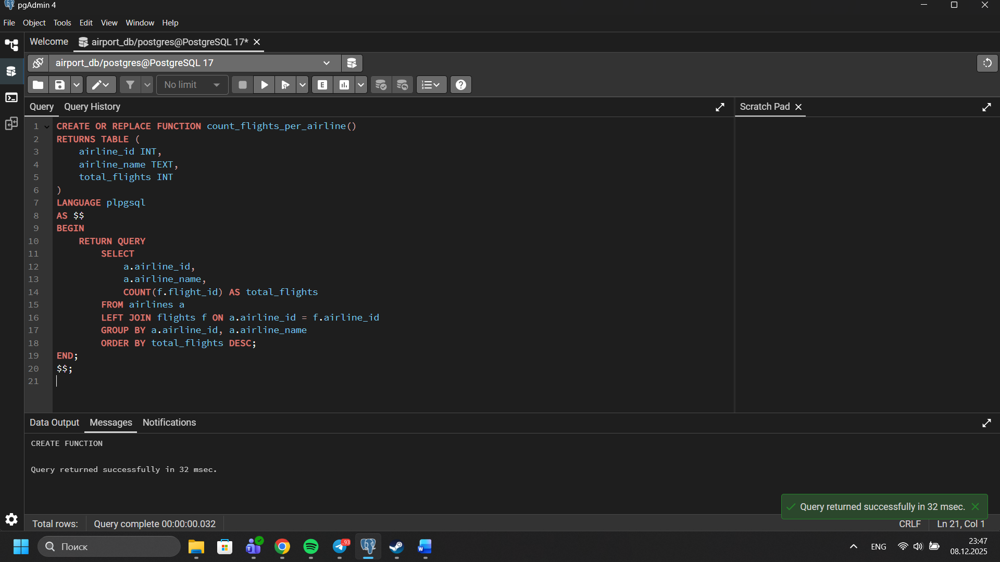 pgAdmin 4
File Object Tools Edit View Window Help
Welcome airport_db/postgres@PostgreSQL 17*
airport_db/postgres@PostgreSQL 17
No limit
Query Query History
Scratch Pad
1 CREATE OR REPLACE FUNCTION count_flights_per_airline()
2 RETURNS TABLE (
3 airline_id INT,
4 airline_name TEXT,
5 total_flights INT
6 )
7 LANGUAGE plpgsql
8 AS $$
9 BEGIN
10 RETURN QUERY
11 SELECT
12 a.airline_id,
13 a.airline_name,
14 COUNT(f.flight_id) AS total_flights
15 FROM airlines a
16 LEFT JOIN flights f ON a.airline_id = f.airline_id
17 GROUP BY a.airline_id, a.airline_name
18 ORDER BY total_flights DESC;
19 END;
20 $$;
21
Data Output Messages Notifications
CREATE FUNCTION
Query returned successfully in 32 msec.
Query returned successfully in 32 msec.
Total rows: Query complete 00:00:00.032
CRLF Ln 21, Col 1
Поиск
..93
ENG
23:47
08.12.2025